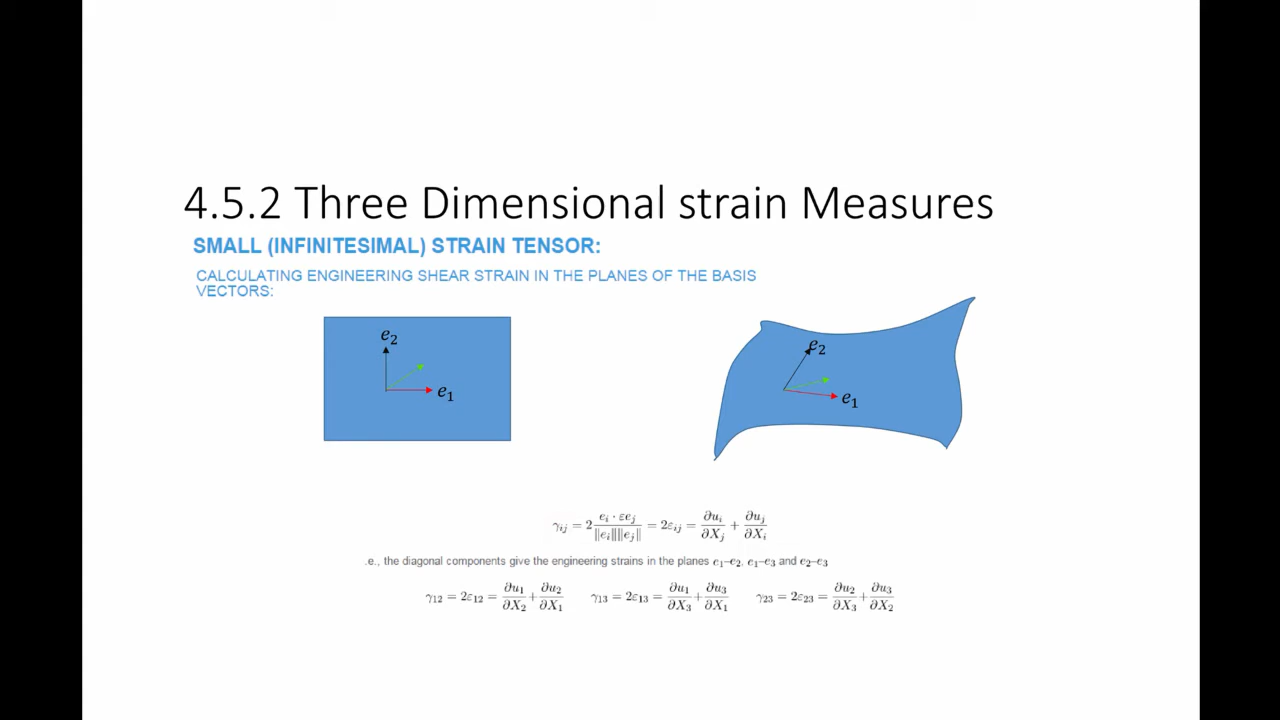 4.5.2 Three Dimensional strain Measures
SMALL (INFINITESIMAL) STRAIN TENSOR:
CALCULATING ENGINEERING SHEAR STRAIN IN THE PLANES OF THE BASIS
VECTORS:
e₂
e₁
e₂
e₁
γᵢⱼ = 2 (eᵢ · εeⱼ)/(‖eᵢ‖‖eⱼ‖) = 2εᵢⱼ = ∂uᵢ/∂Xⱼ + ∂uⱼ/∂Xᵢ
.e., the diagonal components give the engineering strains in the planes e₁–e₂, e₁–e₃ and e₂–e₃
γ₁₂ = 2ε₁₂ = ∂u₁/∂X₂ + ∂u₂/∂X₁ γ₁₃ = 2ε₁₃ = ∂u₁/∂X₃ + ∂u₃/∂X₁ γ₂₃ = 2ε₂₃ = ∂u₂/∂X₃ + ∂u₃/∂X₂